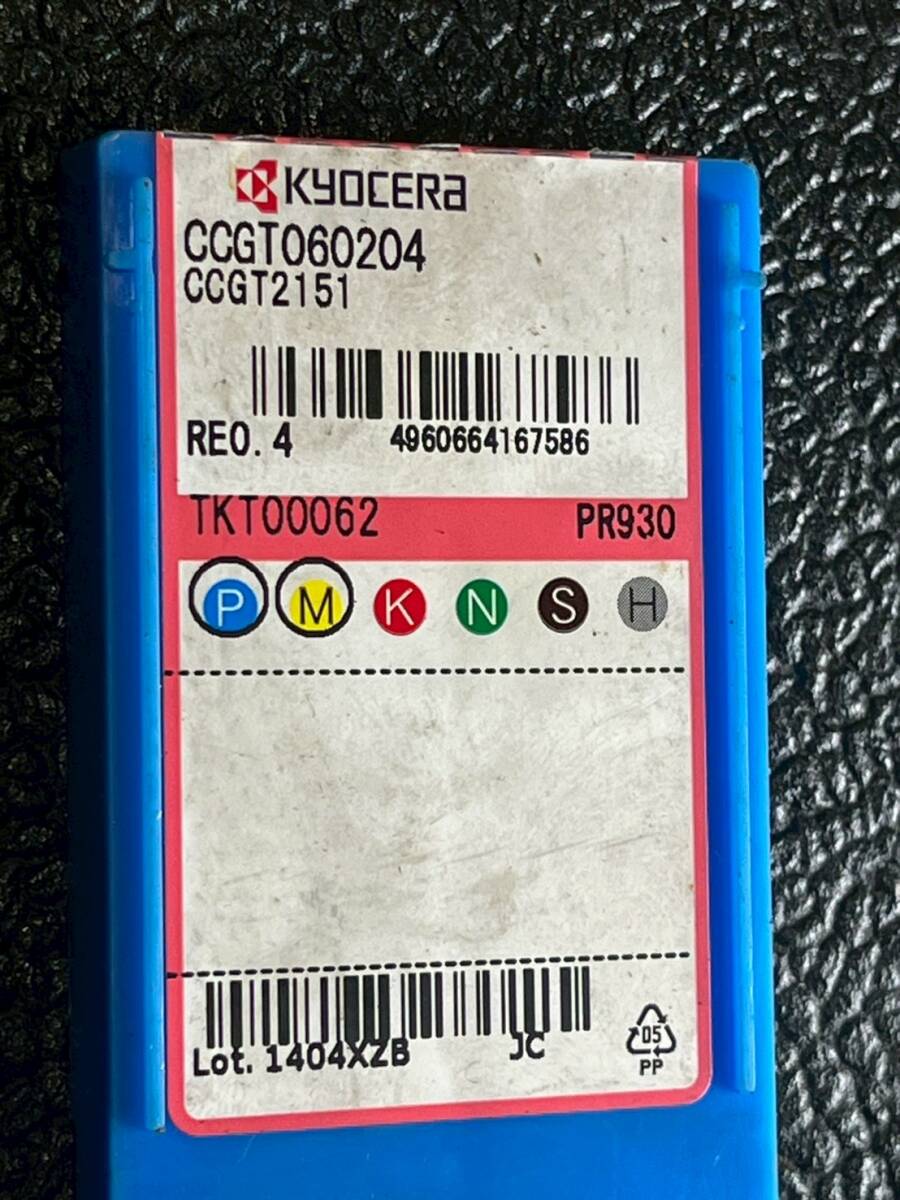 KYOCERA
CCGT060204
CCGT2151
RE0. 4 4960664167586
TKT00062 PR930
P M K N S H
Lot. 1404XZB JC
05
PP